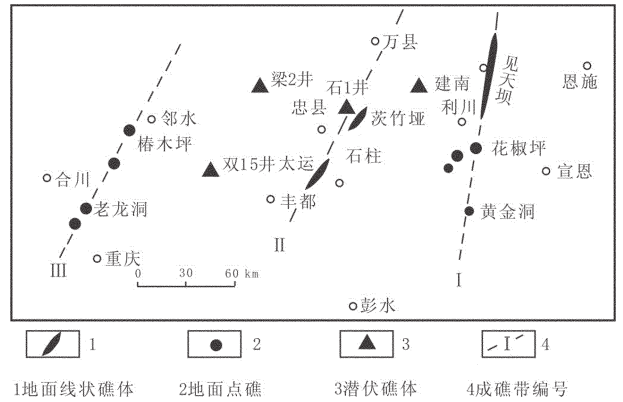 万县
梁2井
石1井
建南
见天坝
恩施
忠县
茨竹垭
利川
邻水
椿木坪
花椒坪
双15井
太运
石柱
宣恩
合川
老龙洞
丰都
黄金洞
重庆
Ⅲ
Ⅱ
Ⅰ
0 30 60 km
彭水
1 2 3 Ⅰ 4
1地面线状礁体 2地面点礁 3潜伏礁体 4成礁带编号